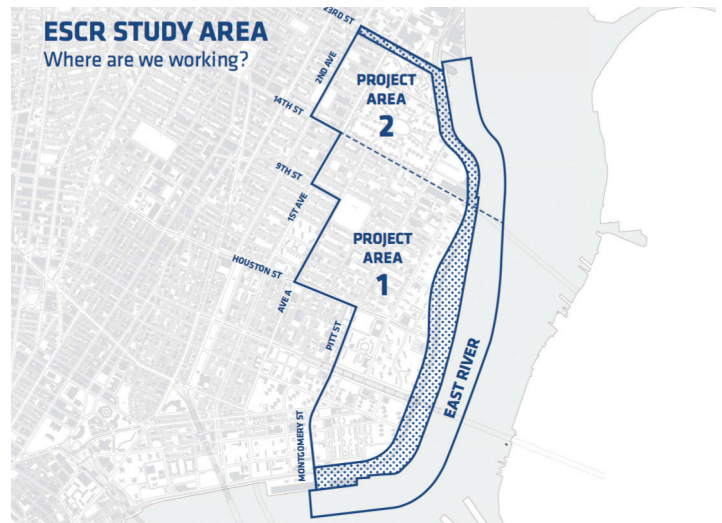 ESCR STUDY AREA
Where are we working?
23RD ST
2ND AVE
PROJECT
AREA
2
14TH ST
9TH ST
1ST AVE
PROJECT
AREA
1
HOUSTON ST
AVE A
PITT ST
EAST RIVER
MONTGOMERY ST